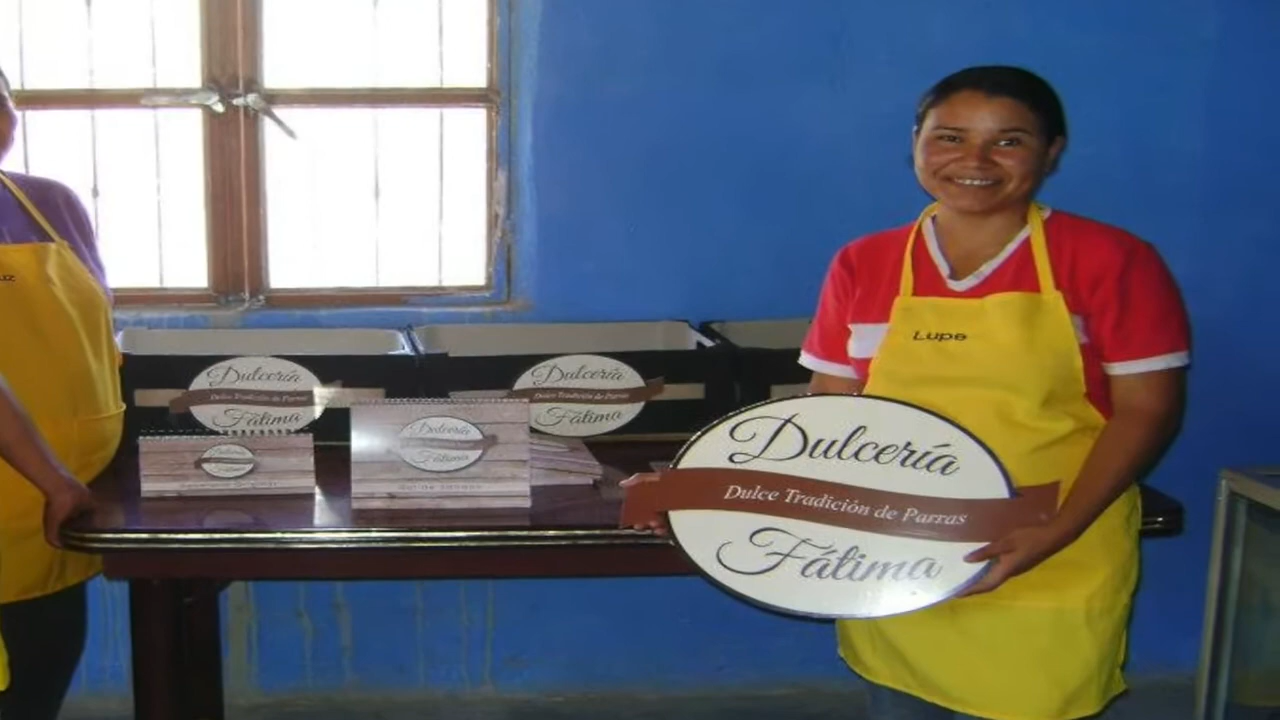 Dulcería
Dulce Tradición de Parras
Fátima
Dulcería
Dulce Tradición de Parras
Fátima
Dulcería
Fátima
Lupe
Dulcería
Dulce Tradición de Parras
Fátima